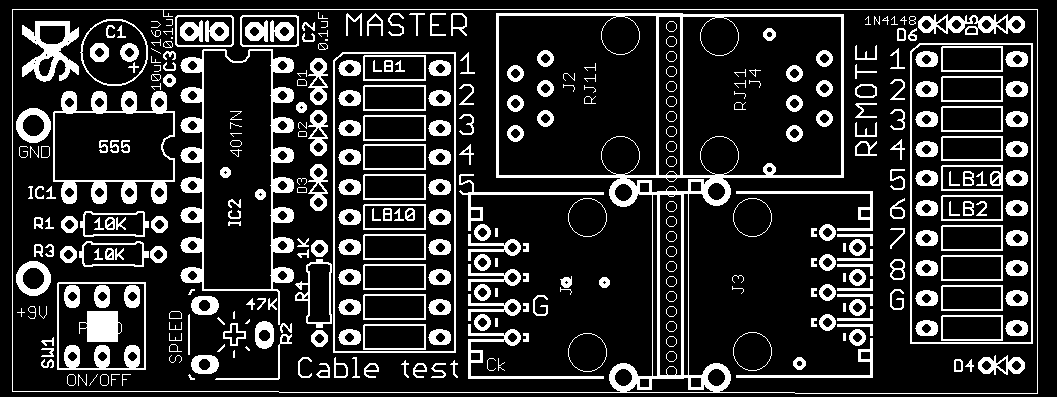 DS
C1
+
10uF/16V
0.1uF
C3
C2
0.1uF
MASTER
1N4148
D6
D5
GND
555
IC1
4017N
IC2
D1
D2
D3
LB1
1
2
3
4
5
LB10
J2
RJ11
RJ11
J4
REMOTE
1
2
3
4
5
LB10
6
LB2
7
8
G
R1
10K
R3
10K
+9V
SW1
ON/OFF
SPEED
47K
R2
1K
R4
Cable test
G
Ck
J3
D4